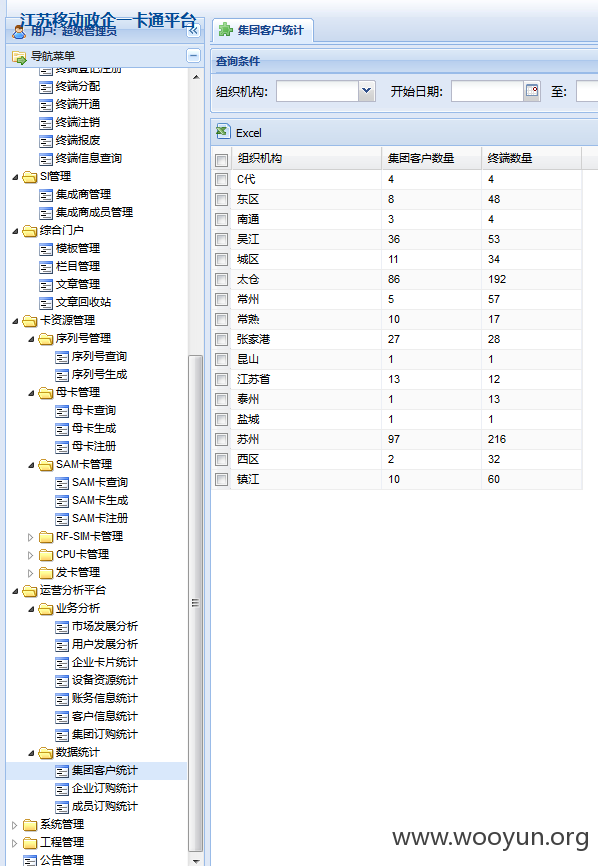 江苏移动政企一卡通平台
用户：超级管理员
导航菜单
终端登记注册
终端分配
终端开通
终端注销
终端报废
终端信息查询
SI管理
集成商管理
集成商成员管理
综合门户
模板管理
栏目管理
文章管理
文章回收站
卡资源管理
序列号管理
序列号查询
序列号生成
母卡管理
母卡查询
母卡生成
母卡注册
SAM卡管理
SAM卡查询
SAM卡生成
SAM卡注册
RF-SIM卡管理
CPU卡管理
发卡管理
运营分析平台
业务分析
市场发展分析
用户发展分析
企业卡片统计
设备资源统计
账务信息统计
客户信息统计
集团订购统计
数据统计
集团客户统计
企业订购统计
成员订购统计
系统管理
工程管理
公告管理
集团客户统计
查询条件
组织机构: 开始日期: 至:
Excel
组织机构 集团客户数量 终端数量
C代 4 4
东区 8 48
南通 3 4
吴江 36 53
城区 11 34
太仓 86 192
常州 5 57
常熟 10 17
张家港 27 28
昆山 1 1
江苏省 13 12
泰州 1 13
盐城 1 1
苏州 97 216
西区 2 32
镇江 10 60
www.wooyun.org